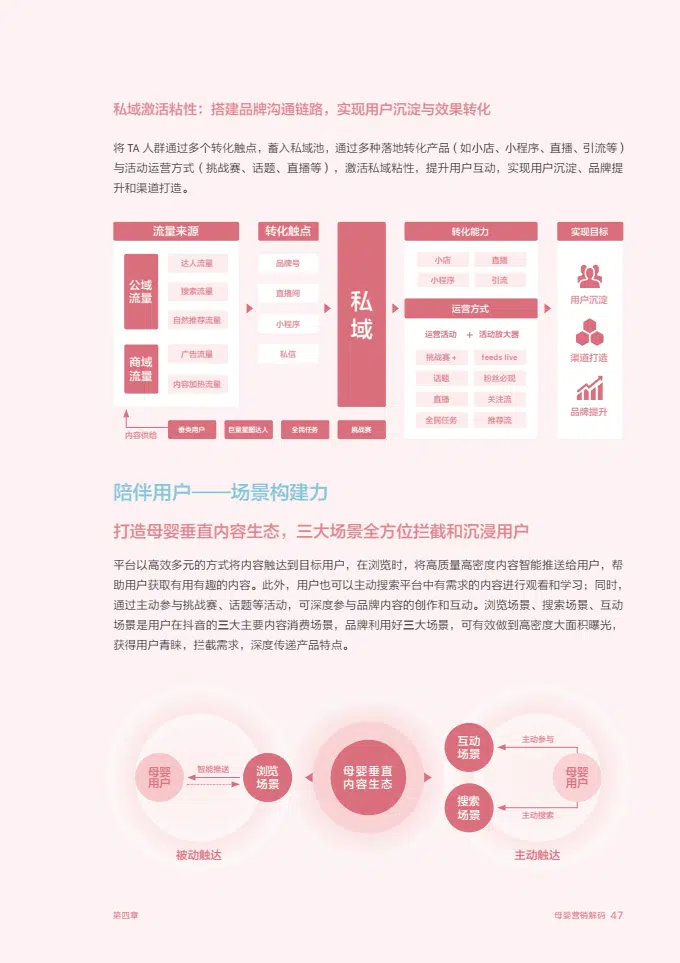 私域激活粘性：搭建品牌沟通链路，实现用户沉淀与效果转化
将 TA 人群通过多个转化触点，蓄入私域池，通过多种落地转化产品（如小店、小程序、直播、引流等）
与活动运营方式（挑战赛、话题、直播等），激活私域粘性，提升用户互动，实现用户沉淀、品牌提
升和渠道打造。
流量来源
公域
流量
达人流量
搜索流量
自然推荐流量
商域
流量
广告流量
内容加热流量
转化触点
品牌号
直播间
小程序
私信
私
域
转化能力
小店
直播
小程序
引流
运营方式
运营活动 + 活动放大器
挑战赛+
feeds live
话题
粉丝必现
直播
关注流
全民任务
推荐流
实现目标
用户沉淀
渠道打造
品牌提升
内容供给
垂类用户
巨量星图达人
全民任务
挑战赛
陪伴用户——场景构建力
打造母婴垂直内容生态，三大场景全方位拦截和沉浸用户
平台以高效多元的方式将内容触达到目标用户，在浏览时，将高质量高密度内容智能推送给用户，帮
助用户获取有用有趣的内容。此外，用户也可以主动搜索平台中有需求的内容进行观看和学习；同时，
通过主动参与挑战赛、话题等活动，可深度参与品牌内容的创作和互动。浏览场景、搜索场景、互动
场景是用户在抖音的三大主要内容消费场景，品牌利用好三大场景，可有效做到高密度大面积曝光，
获得用户青睐，拦截需求，深度传递产品特点。
母婴
用户
智能推送
浏览
场景
被动触达
母婴垂直
内容生态
互动
场景
搜索
场景
主动参与
母婴
用户
主动搜索
主动触达
第四章
母婴营销解码 47